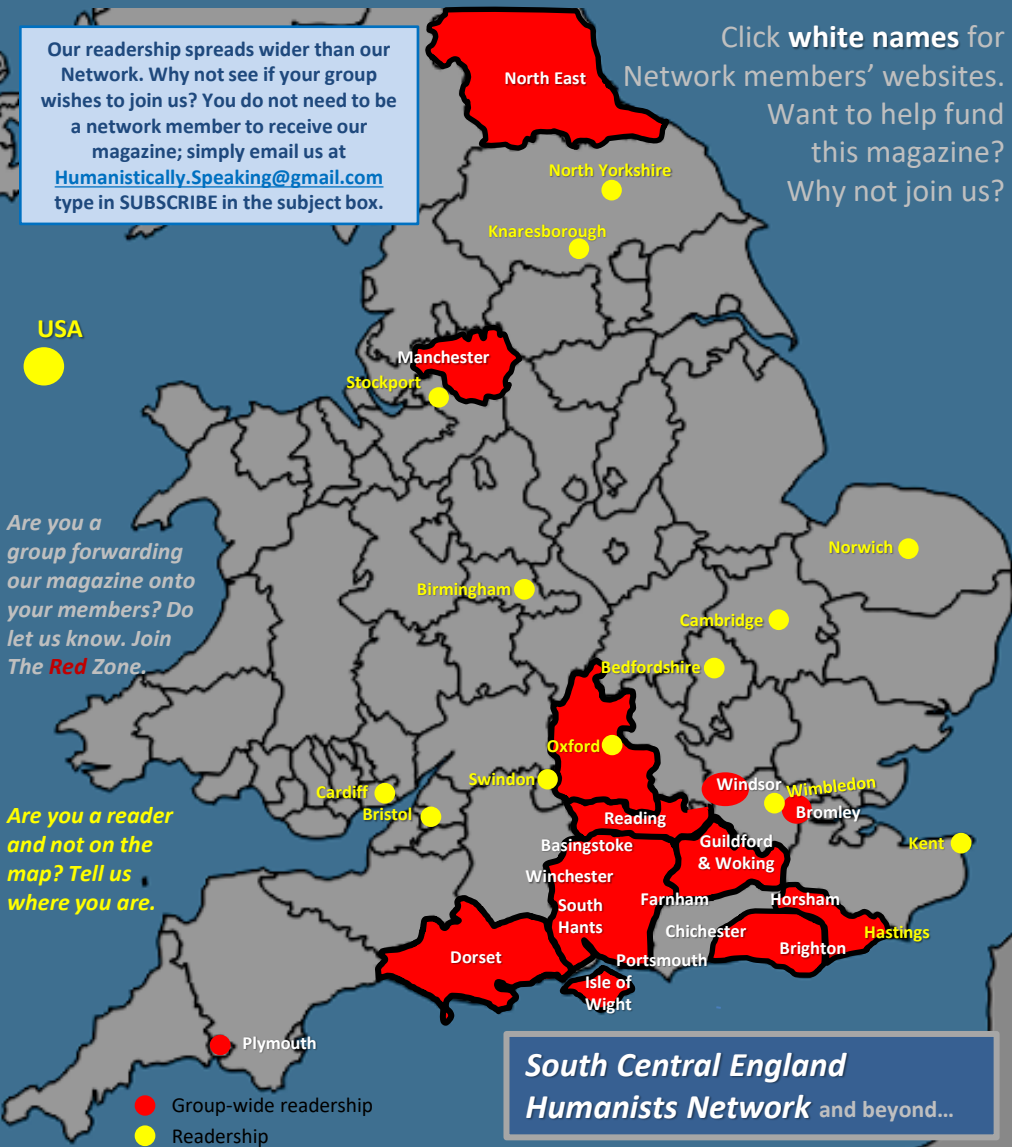 Our readership spreads wider than our
Network. Why not see if your group
wishes to join us? You do not need to be
a network member to receive our
magazine; simply email us at
Humanistically.Speaking@gmail.com
type in SUBSCRIBE in the subject box.
Click white names for
Network members' websites.
Want to help fund
this magazine?
Why not join us?
North East
North Yorkshire
Knaresborough
USA
Manchester
Stockport
Are you a
group forwarding
our magazine onto
your members? Do
let us know. Join
The Red Zone.
Norwich
Birmingham
Cambridge
Bedfordshire
Oxford
Swindon
Windsor
Wimbledon
Cardiff
Bristol
Bromley
Reading
Are you a reader
and not on the
map? Tell us
where you are.
Basingstoke
Guildford
& Woking
Kent
Winchester
Farnham
Horsham
South
Hants
Chichester
Hastings
Brighton
Dorset
Portsmouth
Isle of
Wight
Plymouth
South Central England
Humanists Network and beyond...
Group-wide readership
Readership